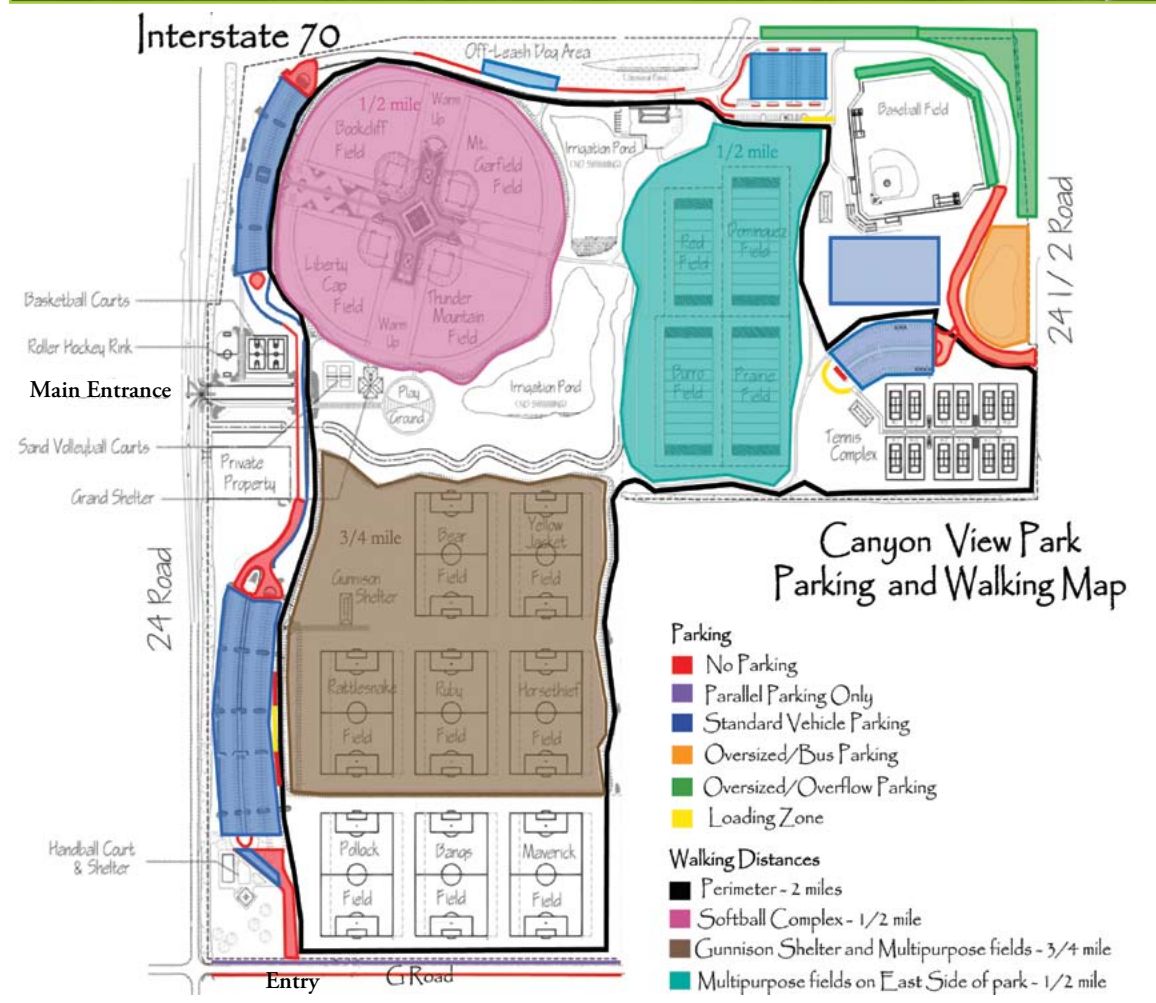 Interstate 70
Off-Leash Dog Area
1/2 mile
Warm
Up
Bookcliff
Field
Mt.
Garfield
Field
Irrigation Pond
(NO SWIMMING)
1/2 mile
Baseball Field
24 1/2 Road
Red
Field
Dominguez
Field
Liberty
Cap
Field
Thunder
Mountain
Field
Warm
Up
Basketball Courts
Roller Hockey Rink
Main Entrance
Play
Ground
Irrigation Pond
(NO SWIMMING)
Burro
Field
Prairie
Field
Tennis
Complex
Sand Volleyball Courts
Private
Property
Grand Shelter
3/4 mile
Bear
Field
Yellow
Jacket
Field
Gunnison
Shelter
24 Road
Rattlesnake
Field
Ruby
Field
Horsethief
Field
Handball Court
& Shelter
Pollock
Field
Bangs
Field
Maverick
Field
Entry
G Road
Canyon View Park
Parking and Walking Map
Parking
No Parking
Parallel Parking Only
Standard Vehicle Parking
Oversized/Bus Parking
Oversized/Overflow Parking
Loading Zone
Walking Distances
Perimeter - 2 miles
Softball Complex - 1/2 mile
Gunnison Shelter and Multipurpose fields - 3/4 mile
Multipurpose fields on East Side of park - 1/2 mile